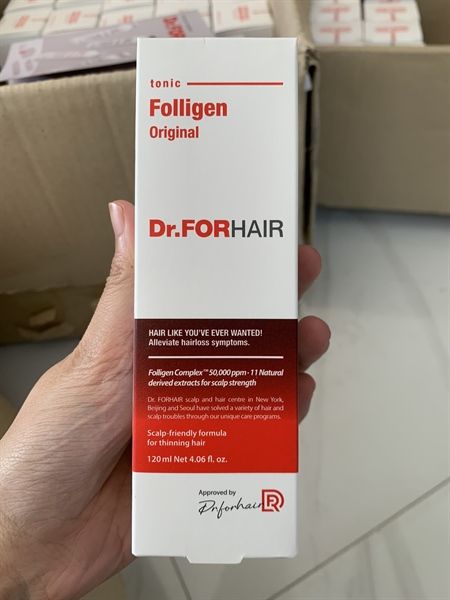 tonic
Folligen
Original
Dr.FORHAIR
HAIR LIKE YOU'VE EVER WANTED!
Alleviate hairloss symptoms.
Folligen Complex™ 50,000 ppm · 11 Natural
derived extracts for scalp strength
Dr. FORHAIR scalp and hair centre in New York,
Beijing and Seoul have solved a variety of hair and
scalp troubles through our unique care programs.
Scalp-friendly formula
for thinning hair
120 ml Net 4.06 fl. oz.
Approved by
Drforhair